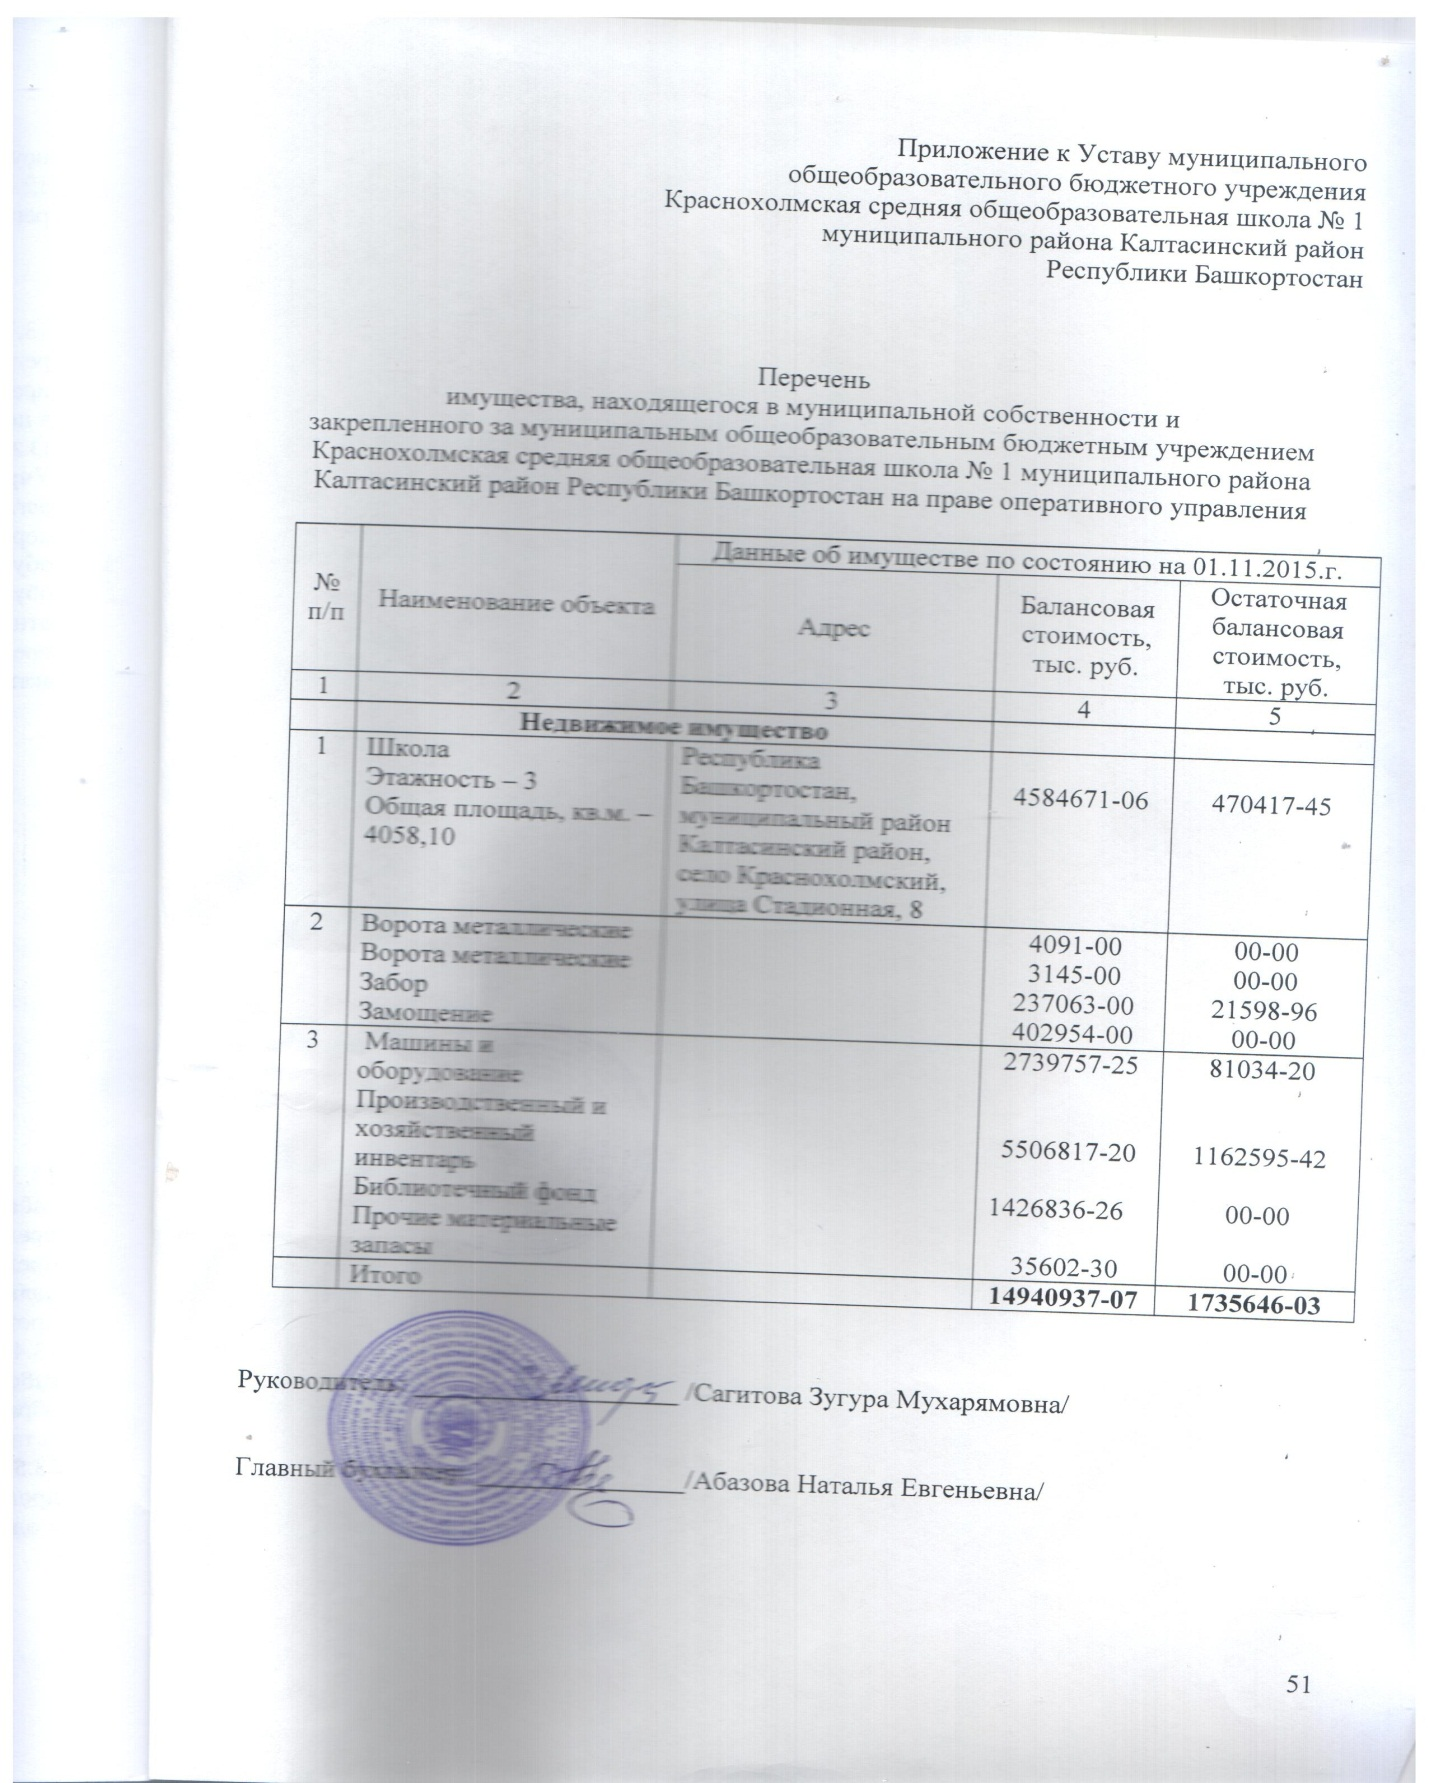 Приложение к Уставу муниципального
общеобразовательного бюджетного учреждения
Краснохолмская средняя общеобразовательная школа № 1
муниципального района Калтасинский район
Республики Башкортостан
Перечень
имущества, находящегося в муниципальной собственности и
закрепленного за муниципальным общеобразовательным бюджетным учреждением
Краснохолмская средняя общеобразовательная школа № 1 муниципального района
Калтасинский район Республики Башкортостан на праве оперативного управления
№
п/п
Наименование объекта
Данные об имуществе по состоянию на 01.11.2015.г.
Адрес
Балансовая
стоимость,
тыс. руб.
Остаточная
балансовая
стоимость,
тыс. руб.
1 2 3 4 5
Недвижимое имущество
1
Школа
Этажность – 3
Общая площадь, кв.м. –
4058,10
Республика
Башкортостан,
муниципальный район
Калтасинский район,
село Краснохолмский,
улица Стадионная, 8
4584671-06
470417-45
2
Ворота металлические
Ворота металлические
Забор
Замощение
4091-00
3145-00
237063-00
402954-00
00-00
00-00
21598-96
00-00
3
Машины и
оборудование
Производственный и
хозяйственный
инвентарь
Библиотечный фонд
Прочие материальные
запасы
2739757-25
5506817-20
1426836-26
35602-30
81034-20
1162595-42
00-00
00-00
Итого
14940937-07
1735646-03
Руководитель /Сагитова Зугура Мухарямовна/
Главный бухгалтер /Абазова Наталья Евгеньевна/
51